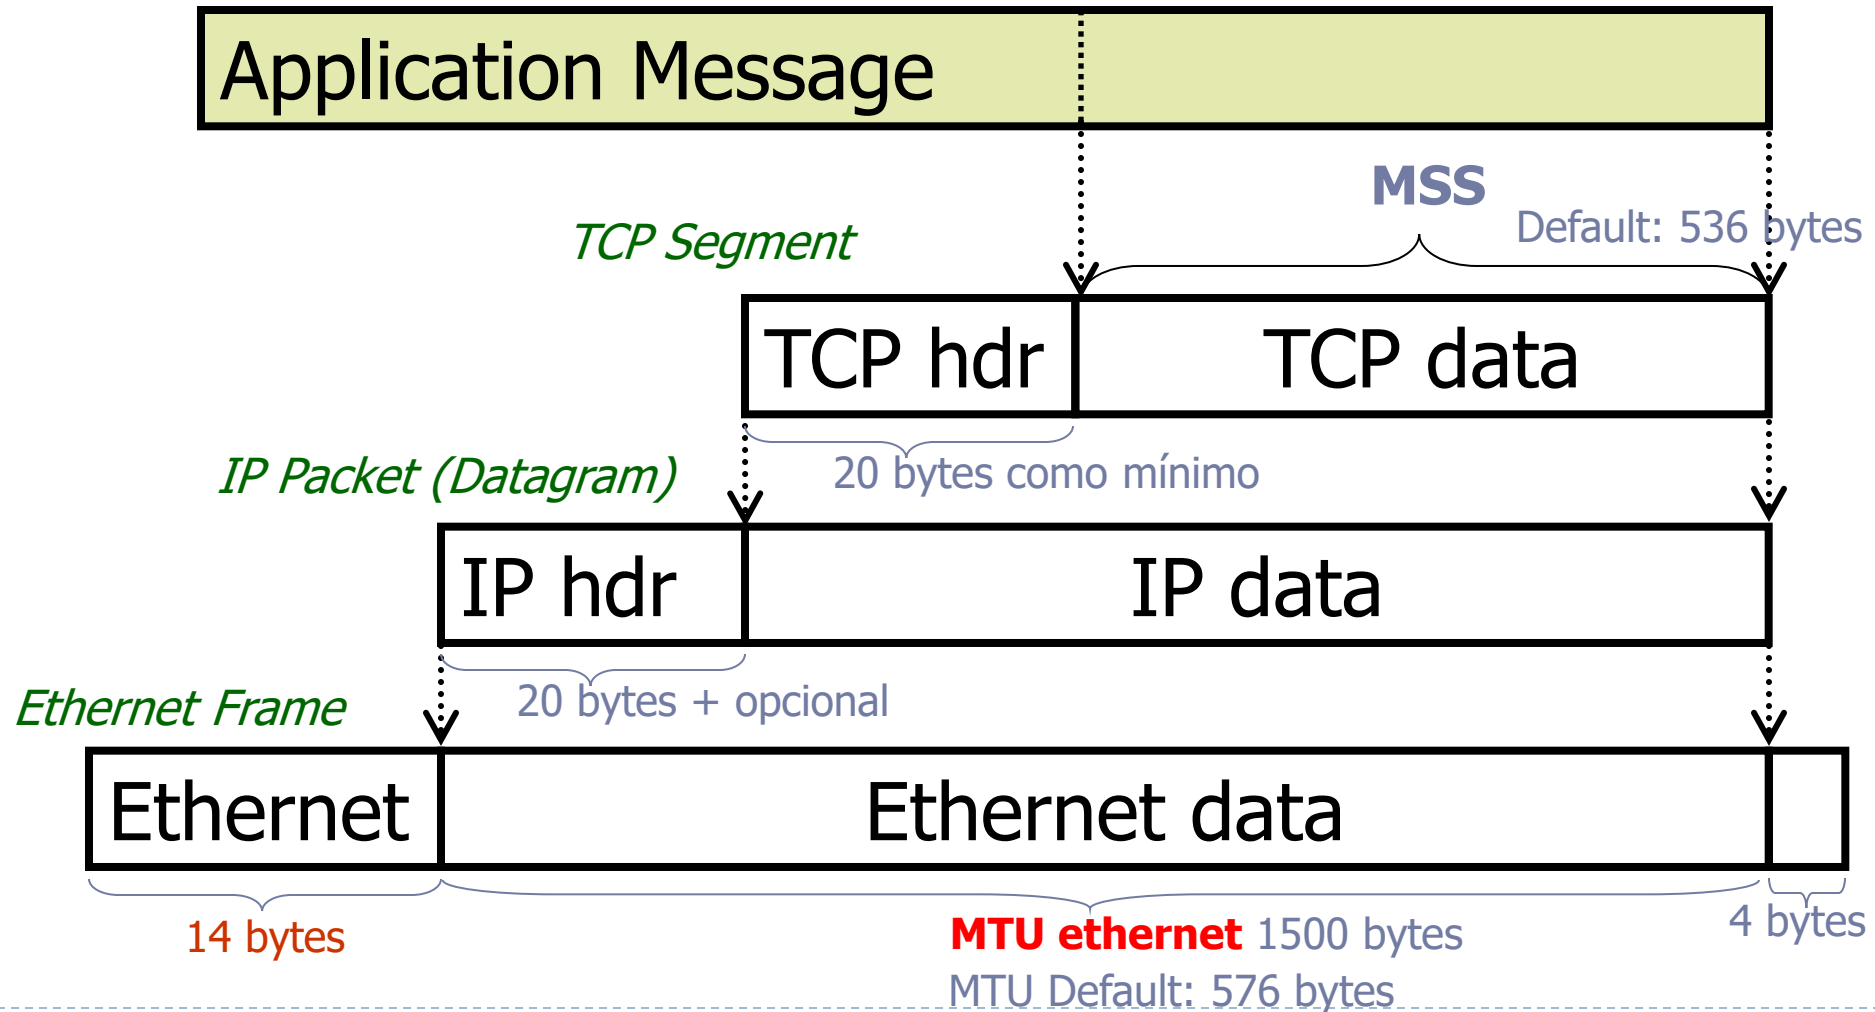 Application Message
MSS
Default: 536 bytes
TCP Segment
TCP hdr
TCP data
20 bytes como mínimo
IP Packet (Datagram)
IP hdr
IP data
20 bytes + opcional
Ethernet Frame
Ethernet
Ethernet data
14 bytes
MTU ethernet 1500 bytes
4 bytes
MTU Default: 576 bytes